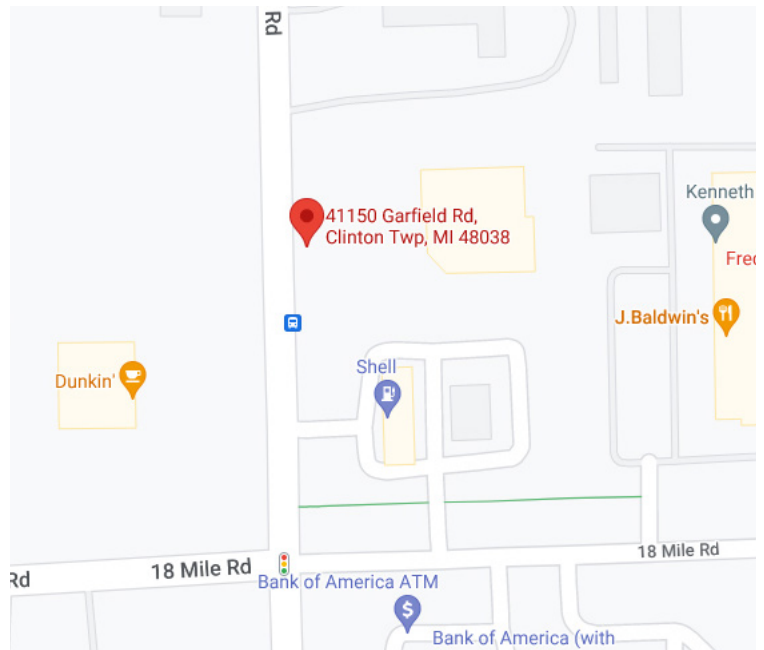 Rd
41150 Garfield Rd,
Clinton Twp, MI 48038
Kenneth
Fred
J.Baldwin's
Shell
Dunkin'
18 Mile Rd
Rd
18 Mile Rd
Bank of America ATM
$
Bank of America (with